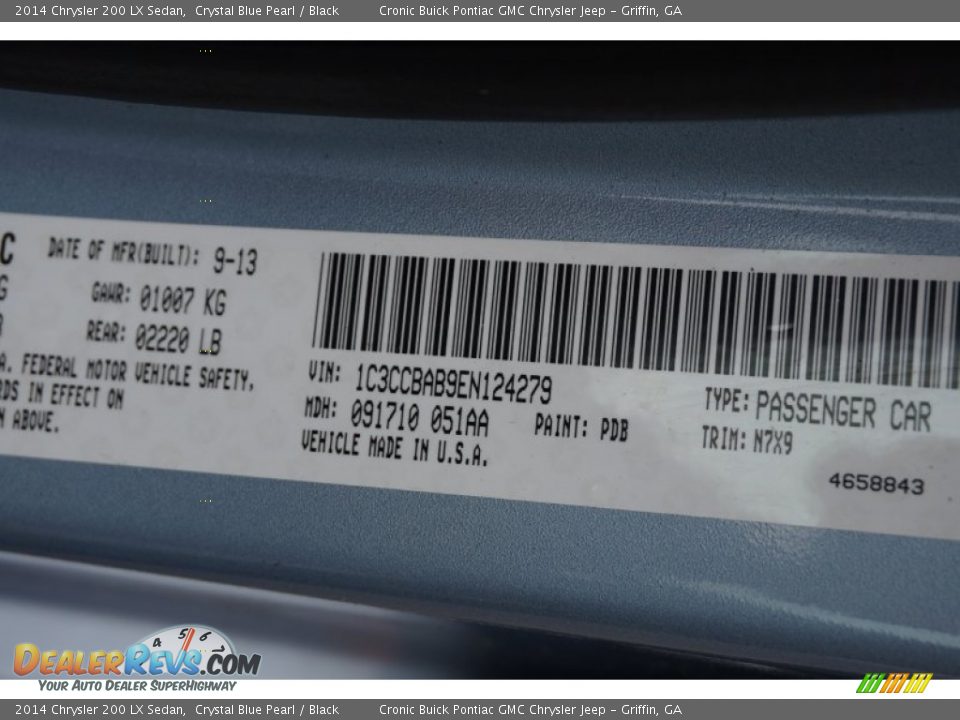 2014 Chrysler 200 LX Sedan, Crystal Blue Pearl / Black Cronic Buick Pontiac GMC Chrysler Jeep - Griffin, GA
C DATE OF MFR(BUILT): 9-13
G GAWR: 01007 KG
REAR: 02220 LB
A. FEDERAL MOTOR VEHICLE SAFETY,
RDS IN EFFECT ON
N ABOVE.
VIN: 1C3CCBAB9EN124279
MDH: 091710 051AA PAINT: PDB
VEHICLE MADE IN U.S.A.
TYPE: PASSENGER CAR
TRIM: N7X9
4658843
4 5 6
DEALERREVS.COM
YOUR AUTO DEALER SUPERHIGHWAY
2014 Chrysler 200 LX Sedan, Crystal Blue Pearl / Black Cronic Buick Pontiac GMC Chrysler Jeep - Griffin, GA